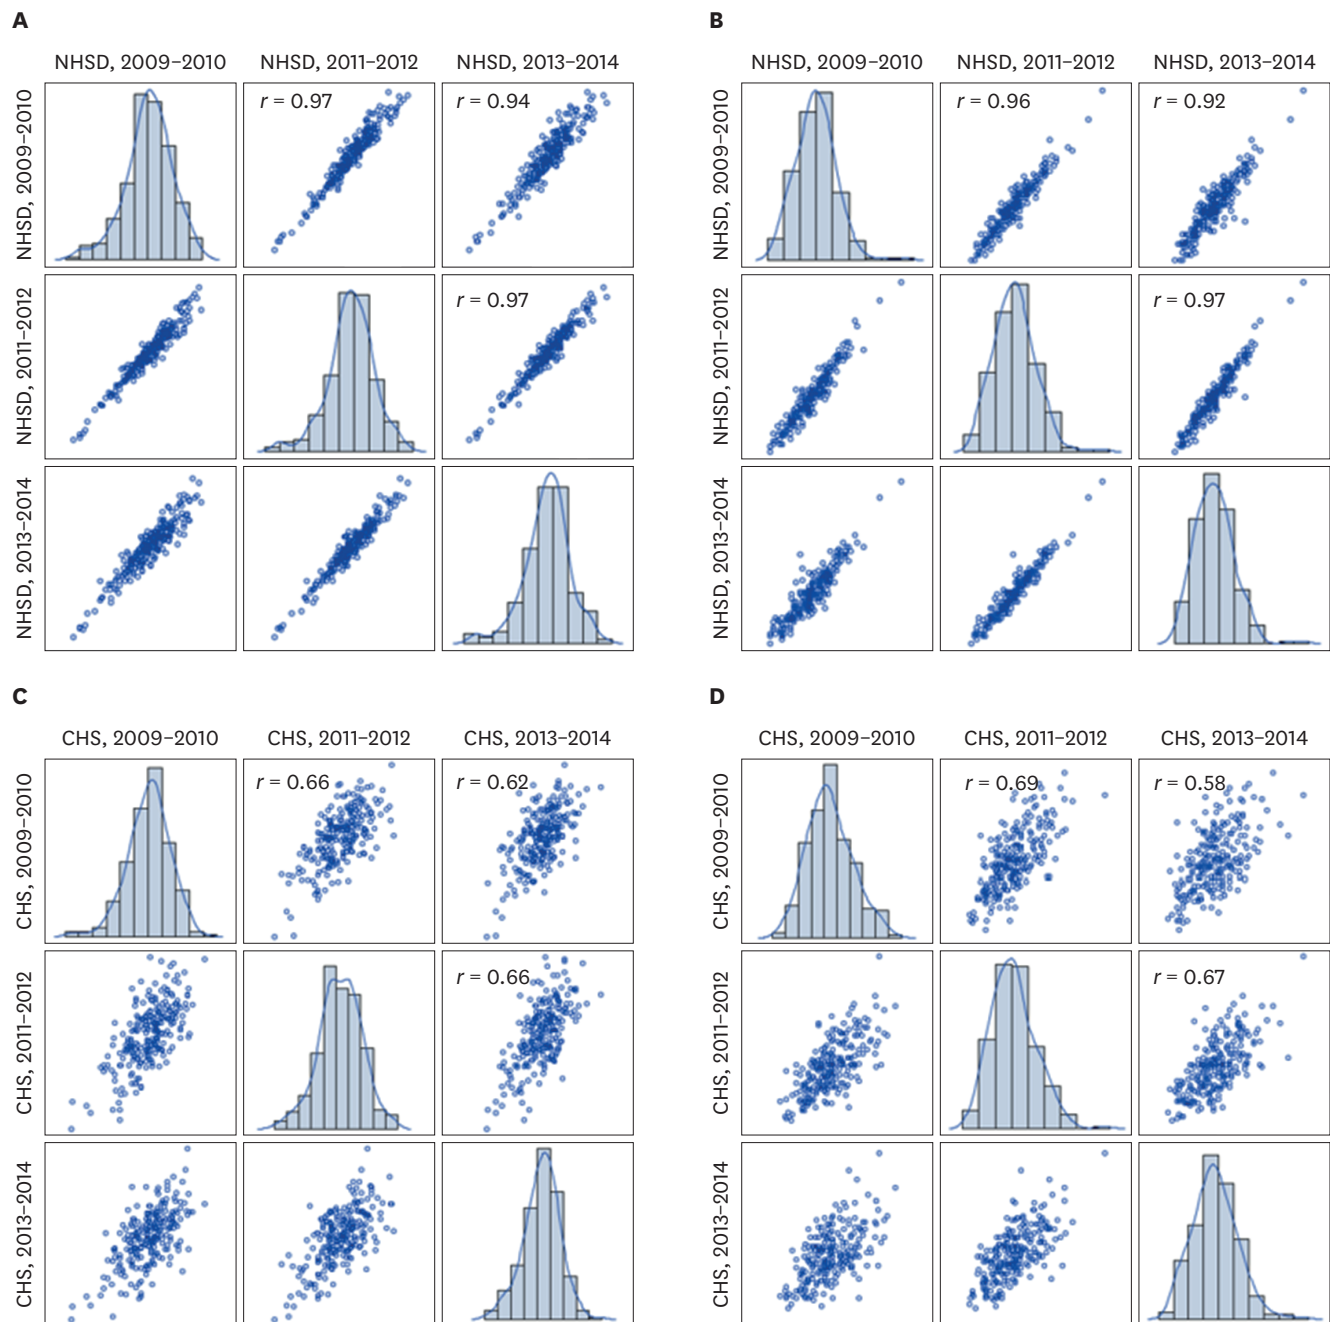 A
NHSD, 2009–2010 NHSD, 2011–2012 NHSD, 2013–2014
NHSD, 2009–2010
r = 0.97
r = 0.94
NHSD, 2011–2012
r = 0.97
NHSD, 2013–2014
B
NHSD, 2009–2010 NHSD, 2011–2012 NHSD, 2013–2014
NHSD, 2009–2010
r = 0.96
r = 0.92
NHSD, 2011–2012
r = 0.97
NHSD, 2013–2014
C
CHS, 2009–2010 CHS, 2011–2012 CHS, 2013–2014
CHS, 2009–2010
r = 0.66
r = 0.62
CHS, 2011–2012
r = 0.66
CHS, 2013–2014
D
CHS, 2009–2010 CHS, 2011–2012 CHS, 2013–2014
CHS, 2009–2010
r = 0.69
r = 0.58
CHS, 2011–2012
r = 0.67
CHS, 2013–2014